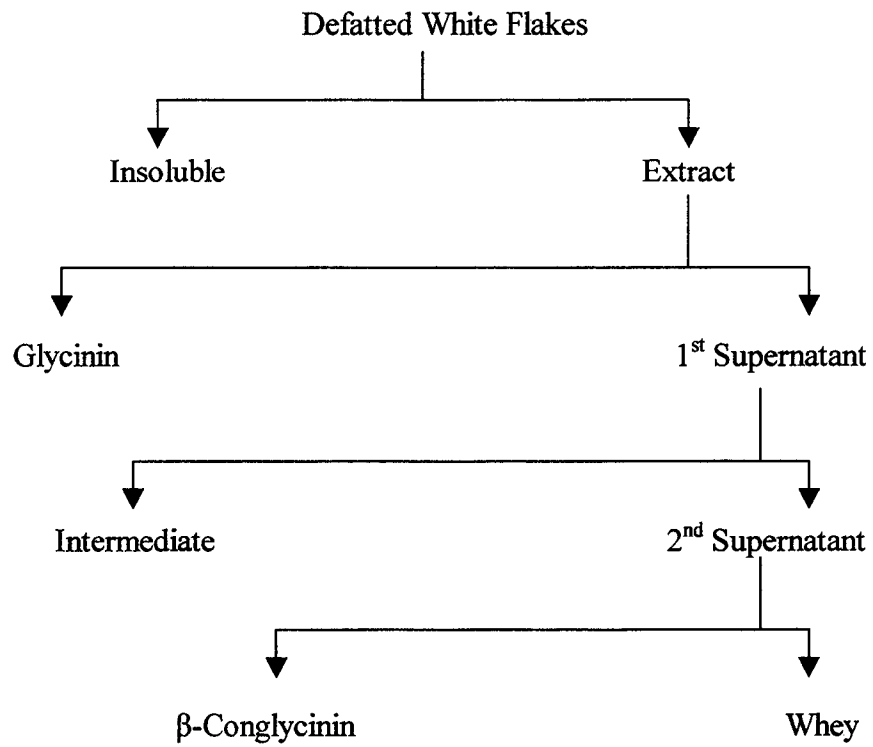 Defatted White Flakes
Insoluble
Extract
Glycinin
1st Supernatant
Intermediate
2nd Supernatant
β-Conglycinin
Whey